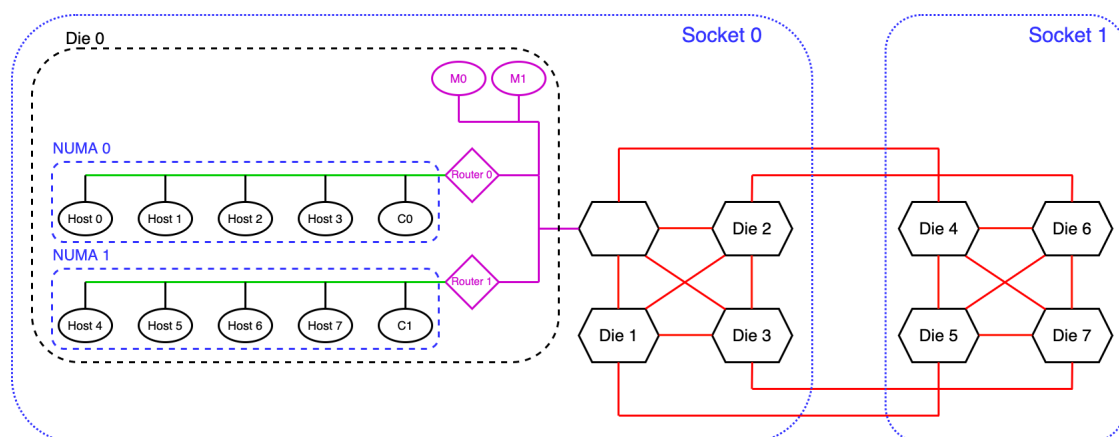 Socket 0
Socket 1
Die 0
M0
M1
NUMA 0
Router 0
Host 0
Host 1
Host 2
Host 3
C0
Die 2
Die 4
Die 6
NUMA 1
Router 1
Host 4
Host 5
Host 6
Host 7
C1
Die 1
Die 3
Die 5
Die 7